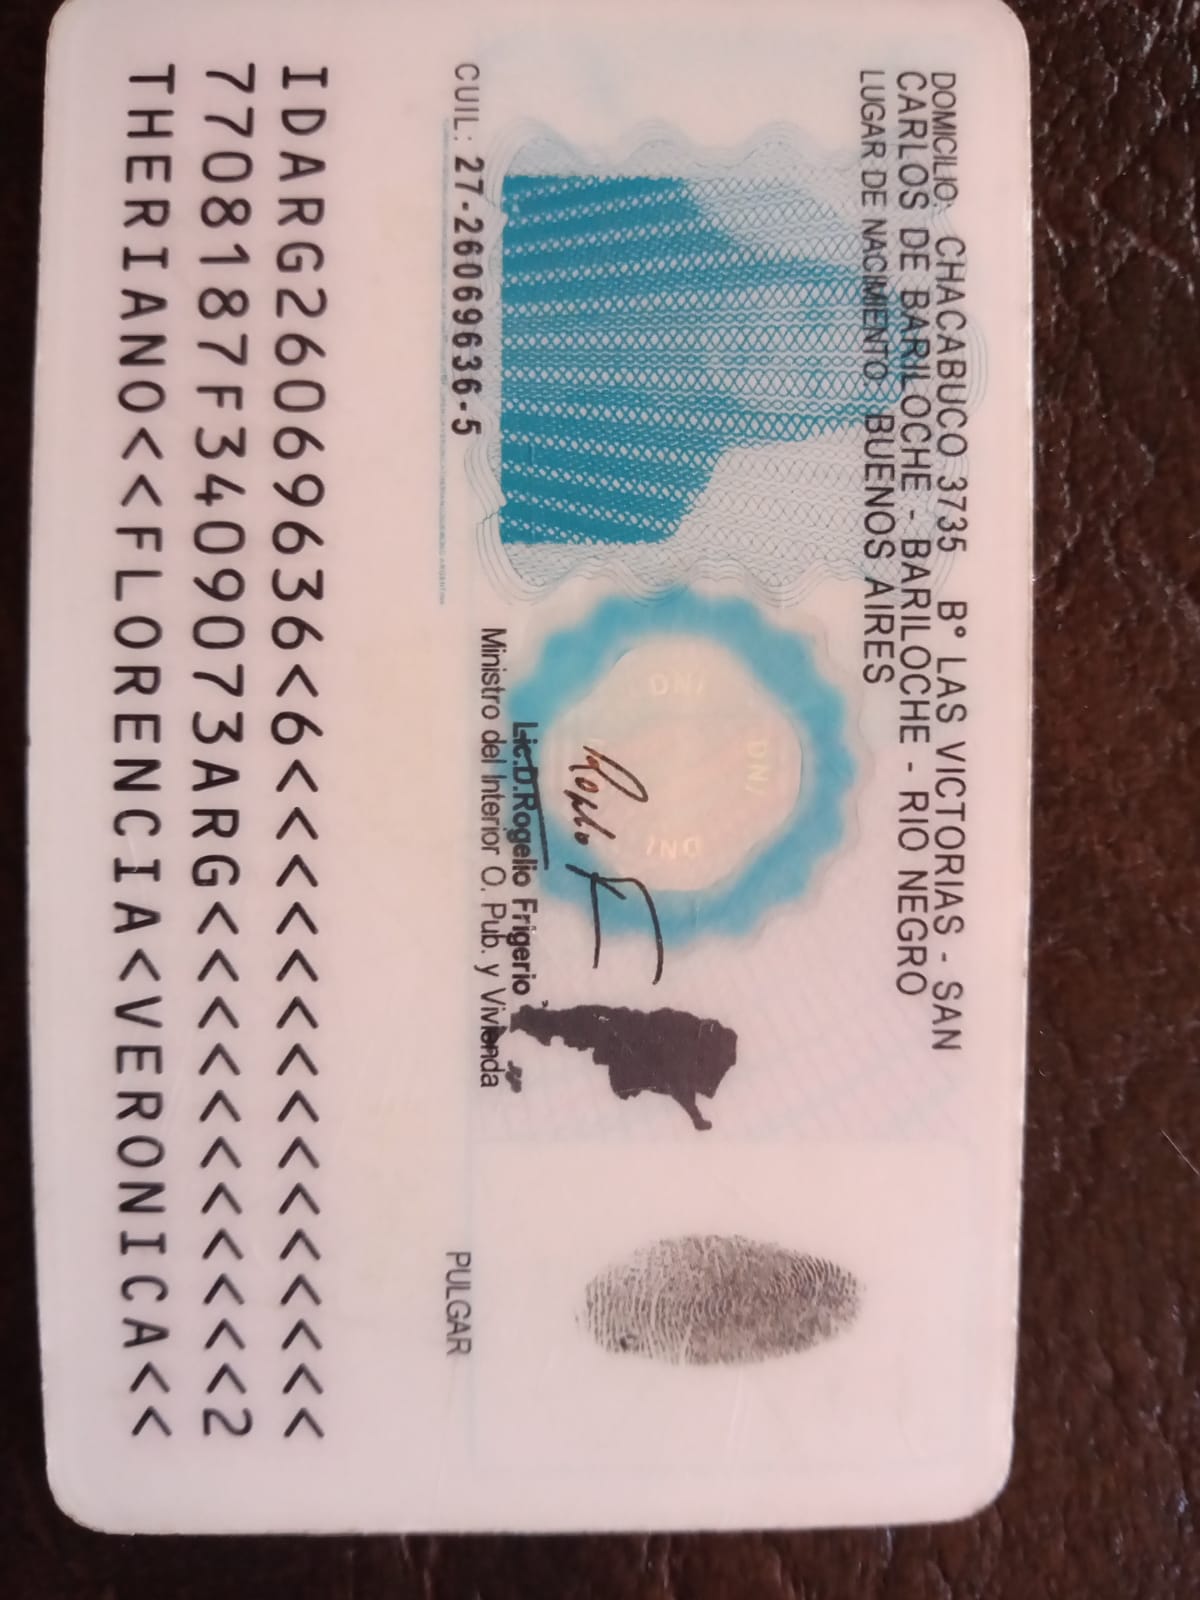 DOMICILIO: CHACABUCO 3735 B° LAS VICTORIAS - SAN
CARLOS DE BARILOCHE - BARILOCHE - RIO NEGRO
LUGAR DE NACIMIENTO: BUENOS AIRES
DNI
DNI
DNI
Lic.D.Rogelio Frigerio
Ministro del Interior O. Pub. y Vivienda
CUIL: 27-26069636-5
PULGAR
IDARG26069636<6<<<<<<<<<<<<<<<
7708187F3409073ARG<<<<<<<<<<<2
THERIANO<<FLORENCIA<VERONICA<<